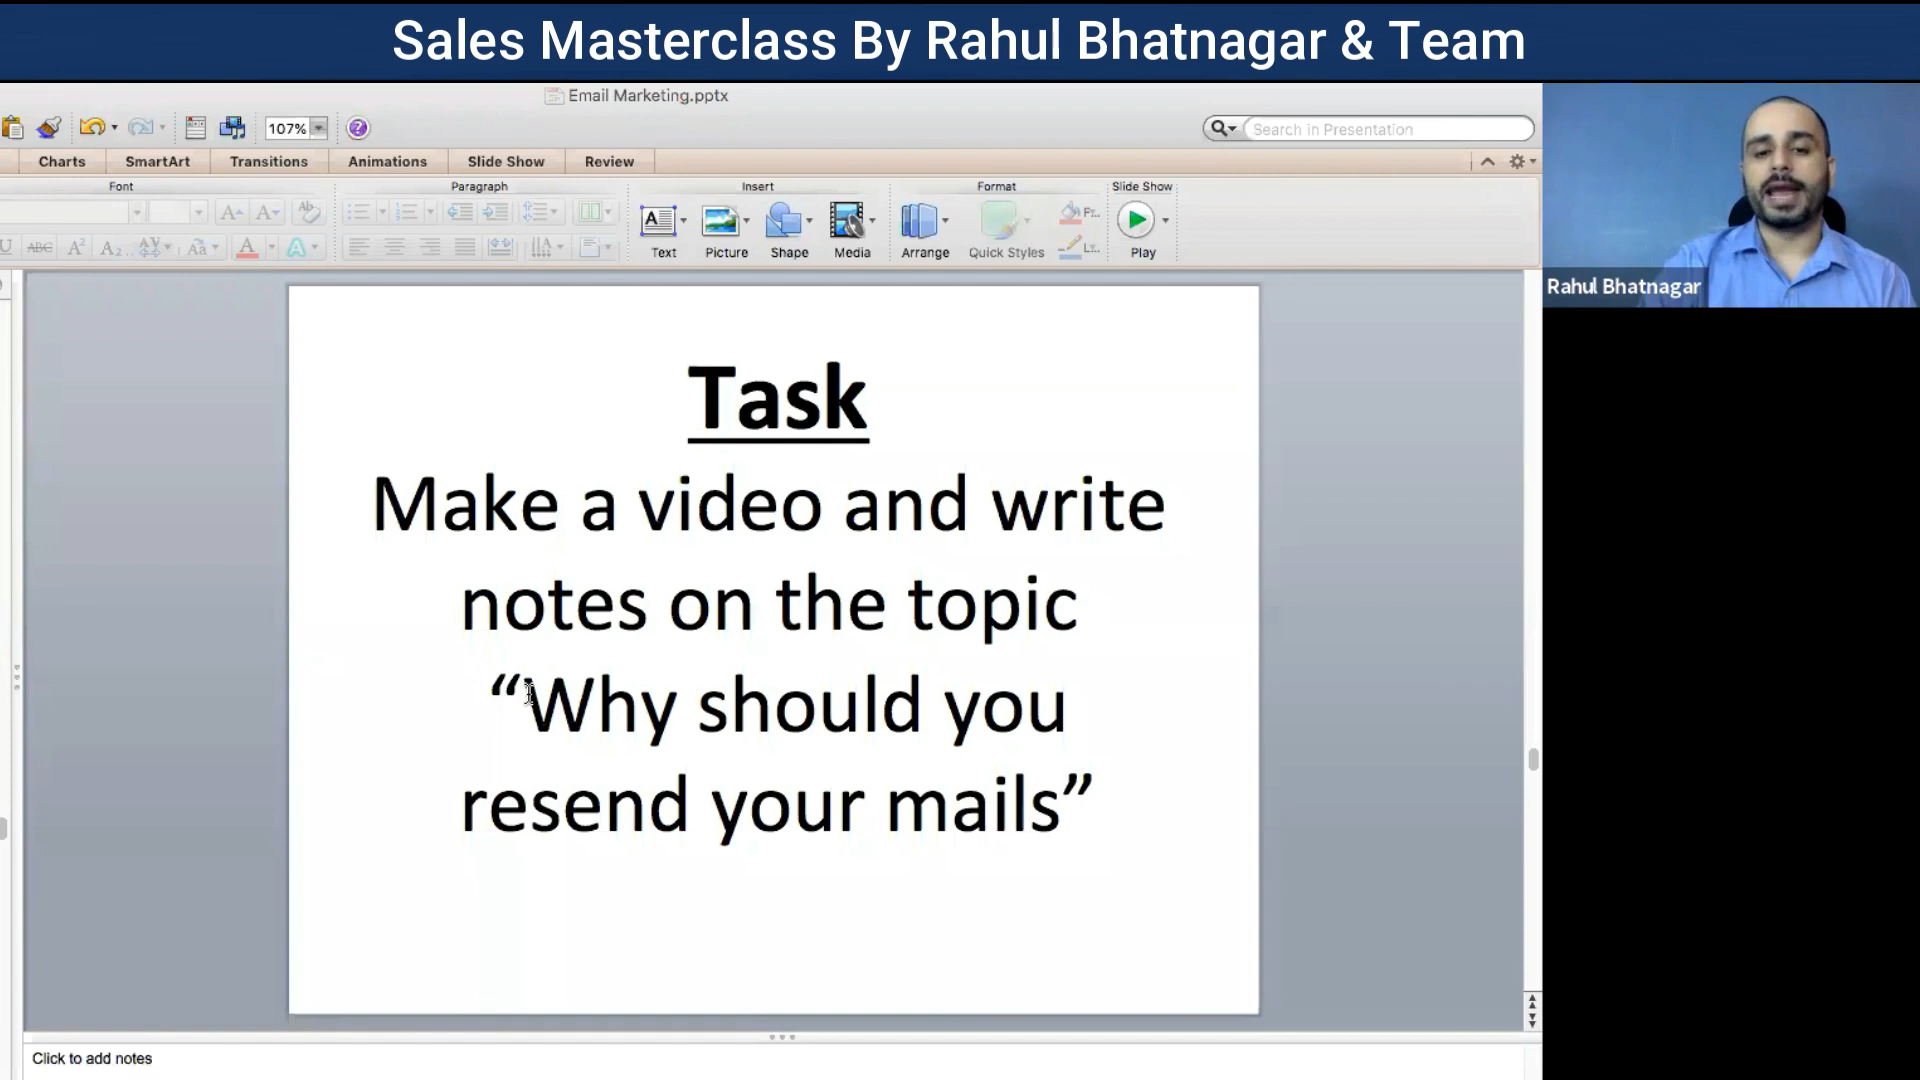 Sales Masterclass By Rahul Bhatnagar & Team
Email Marketing.pptx
107%
Search in Presentation
Charts
SmartArt
Transitions
Animations
Slide Show
Review
Font
Paragraph
Insert
Format
Slide Show
Text
Picture
Shape
Media
Arrange
Quick Styles
Play
Rahul Bhatnagar
Task
Make a video and write
notes on the topic
“Why should you
resend your mails”
Click to add notes